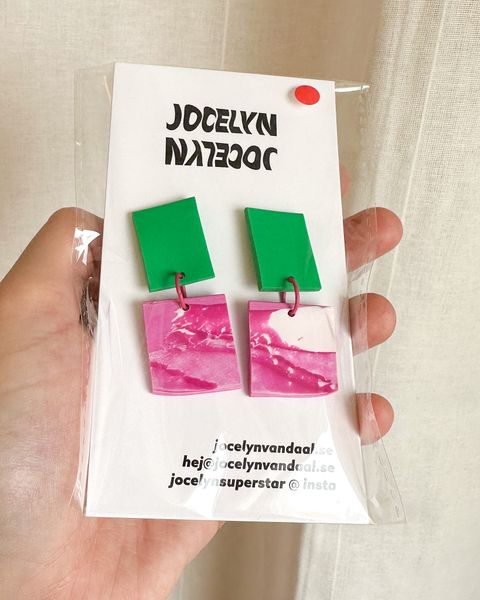 JOCELYN
JOCELYN
jocelynvandaal.se
hej@jocelynvandaal.se
jocelynsuperstar @ insta